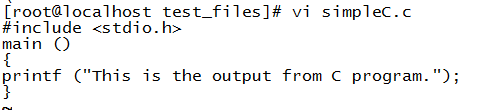 [root@localhost test_files]# vi simpleC.c
#include <stdio.h>
main ()
{
printf ("This is the output from C program.");
}
~